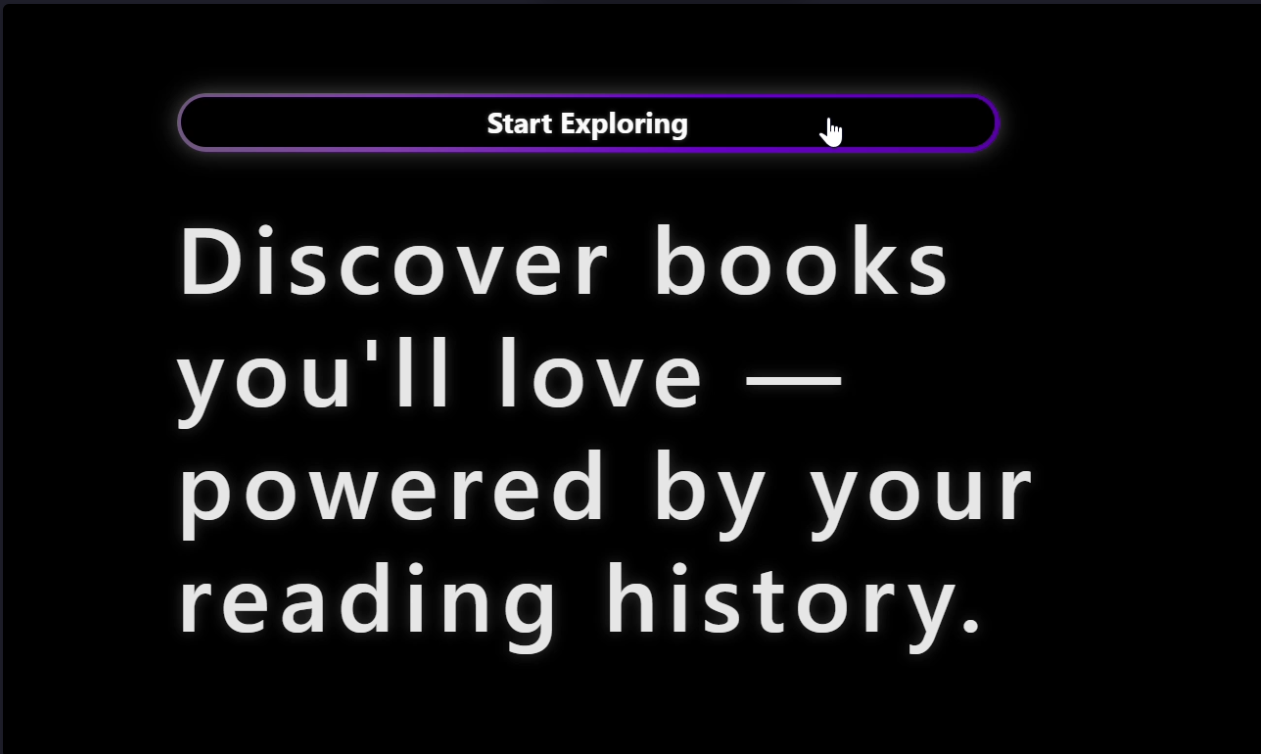 Start Exploring
Discover books
you'll love —
powered by your
reading history.